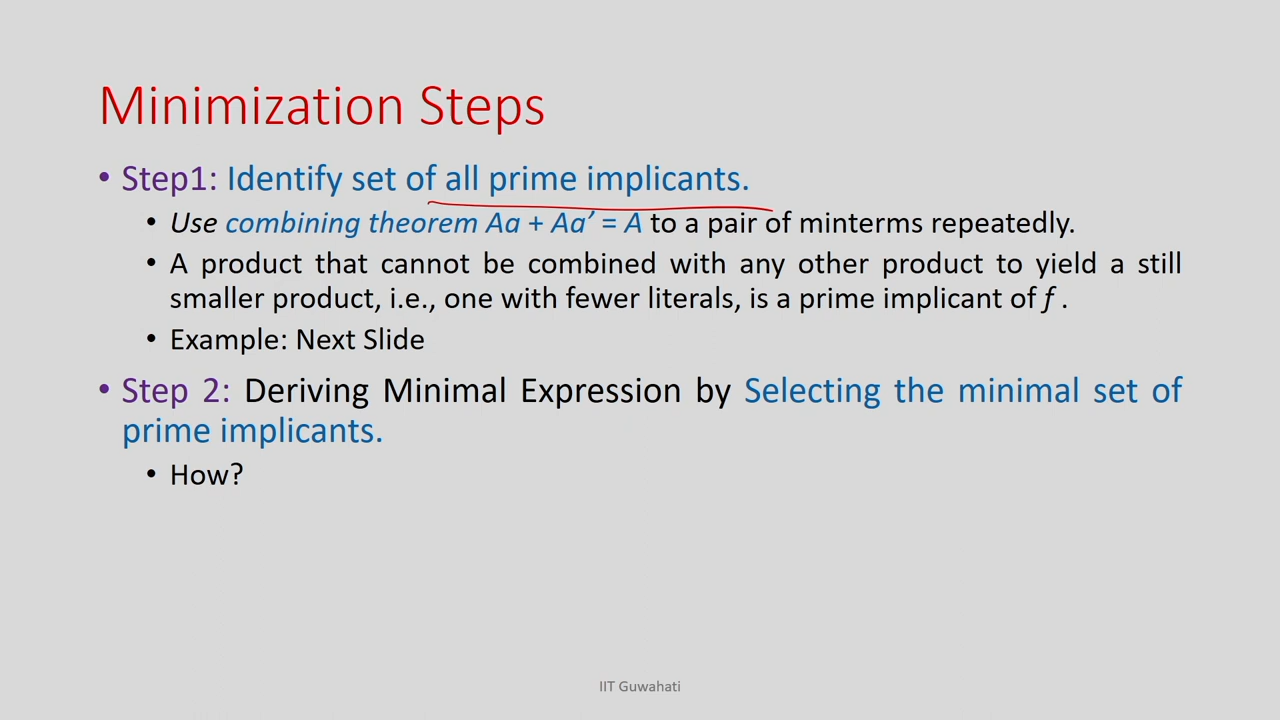 Minimization Steps
• Step1: Identify set of all prime implicants.
• Use combining theorem Aa + Aa’ = A to a pair of minterms repeatedly.
• A product that cannot be combined with any other product to yield a still
smaller product, i.e., one with fewer literals, is a prime implicant of f .
• Example: Next Slide
• Step 2: Deriving Minimal Expression by Selecting the minimal set of
prime implicants.
• How?
IIT Guwahati